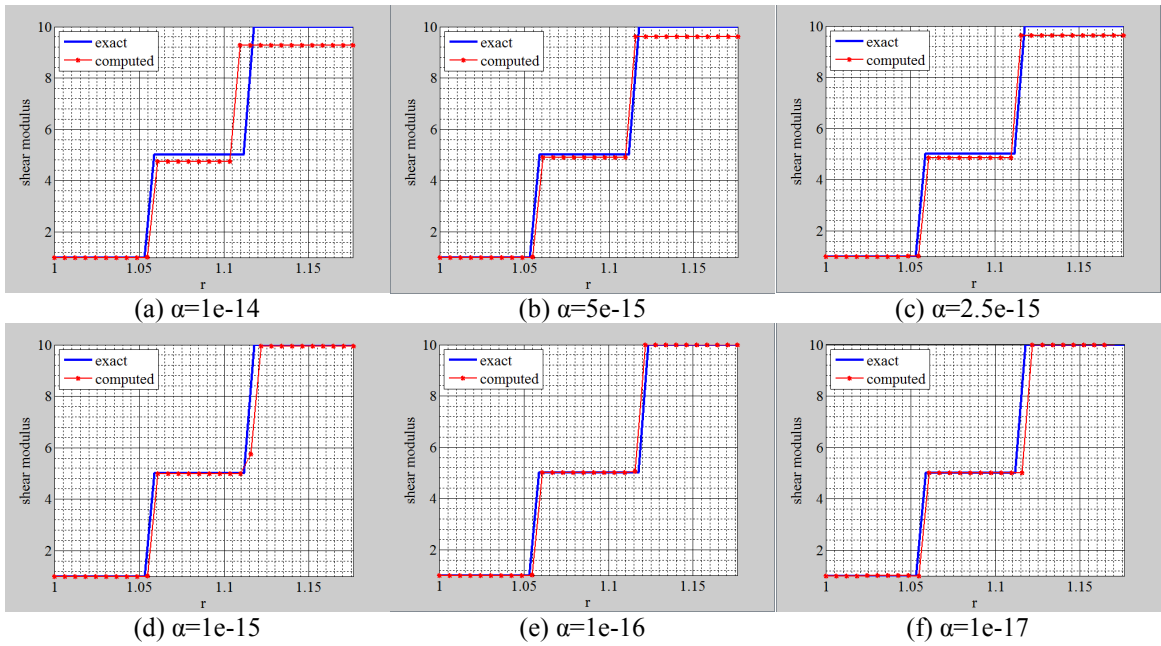 10
8
6
4
2
exact
computed
shear modulus
1 1.05 1.1 1.15
r
(a) α=1e-14
10
8
6
4
2
exact
computed
shear modulus
1 1.05 1.1 1.15
r
(b) α=5e-15
10
8
6
4
2
exact
computed
shear modulus
1 1.05 1.1 1.15
r
(c) α=2.5e-15
10
8
6
4
2
exact
computed
shear modulus
1 1.05 1.1 1.15
r
(d) α=1e-15
10
8
6
4
2
exact
computed
shear modulus
1 1.05 1.1 1.15
r
(e) α=1e-16
10
8
6
4
2
exact
computed
shear modulus
1 1.05 1.1 1.15
r
(f) α=1e-17